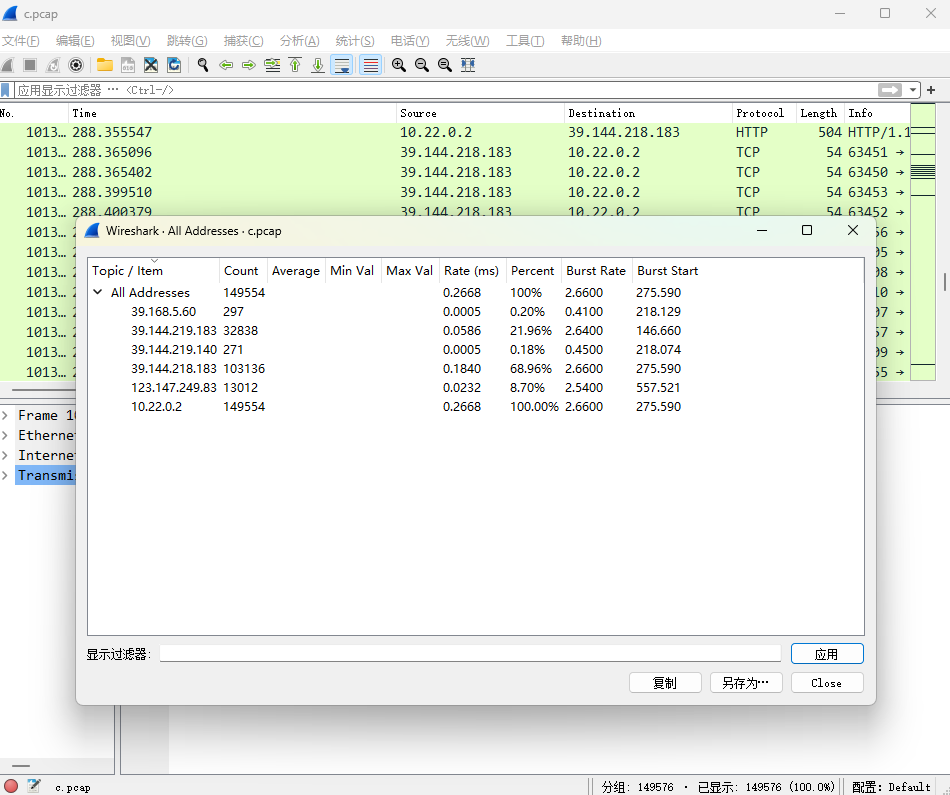 c.pcap
文件(F) 编辑(E) 视图(V) 跳转(G) 捕获(C) 分析(A) 统计(S) 电话(Y) 无线(W) 工具(T) 帮助(H)
应用显示过滤器 … <Ctrl-/>
No. Time Source Destination Protocol Length Info
1013… 288.355547 10.22.0.2 39.144.218.183 HTTP 504 HTTP/1.1
1013… 288.365096 39.144.218.183 10.22.0.2 TCP 54 63451 →
1013… 288.365402 39.144.218.183 10.22.0.2 TCP 54 63450 →
1013… 288.399510 39.144.218.183 10.22.0.2 TCP 54 63453 →
1013… 288.400379 39.144.218.183 10.22.0.2 TCP 54 63452 →
1013… 2 56 →
1013… 2 05 →
1013… 2 08 →
1013… 2 10 →
1013… 2 07 →
1013… 2 57 →
1013… 2 09 →
1013… 2 55 →
Wireshark · All Addresses · c.pcap
Topic / Item Count Average Min Val Max Val Rate (ms) Percent Burst Rate Burst Start
All Addresses 149554 0.2668 100% 2.6600 275.590
39.168.5.60 297 0.0005 0.20% 0.4100 218.129
39.144.219.183 32838 0.0586 21.96% 2.6400 146.660
39.144.219.140 271 0.0005 0.18% 0.4500 218.074
39.144.218.183 103136 0.1840 68.96% 2.6600 275.590
123.147.249.83 13012 0.0232 8.70% 2.5400 557.521
10.22.0.2 149554 0.2668 100.00% 2.6600 275.590
显示过滤器:
应用
复制 另存为… Close
Frame 10
Etherne
Interne
Transmi
c.pcap
分组: 149576 · 已显示: 149576 (100.0%) 配置: Default